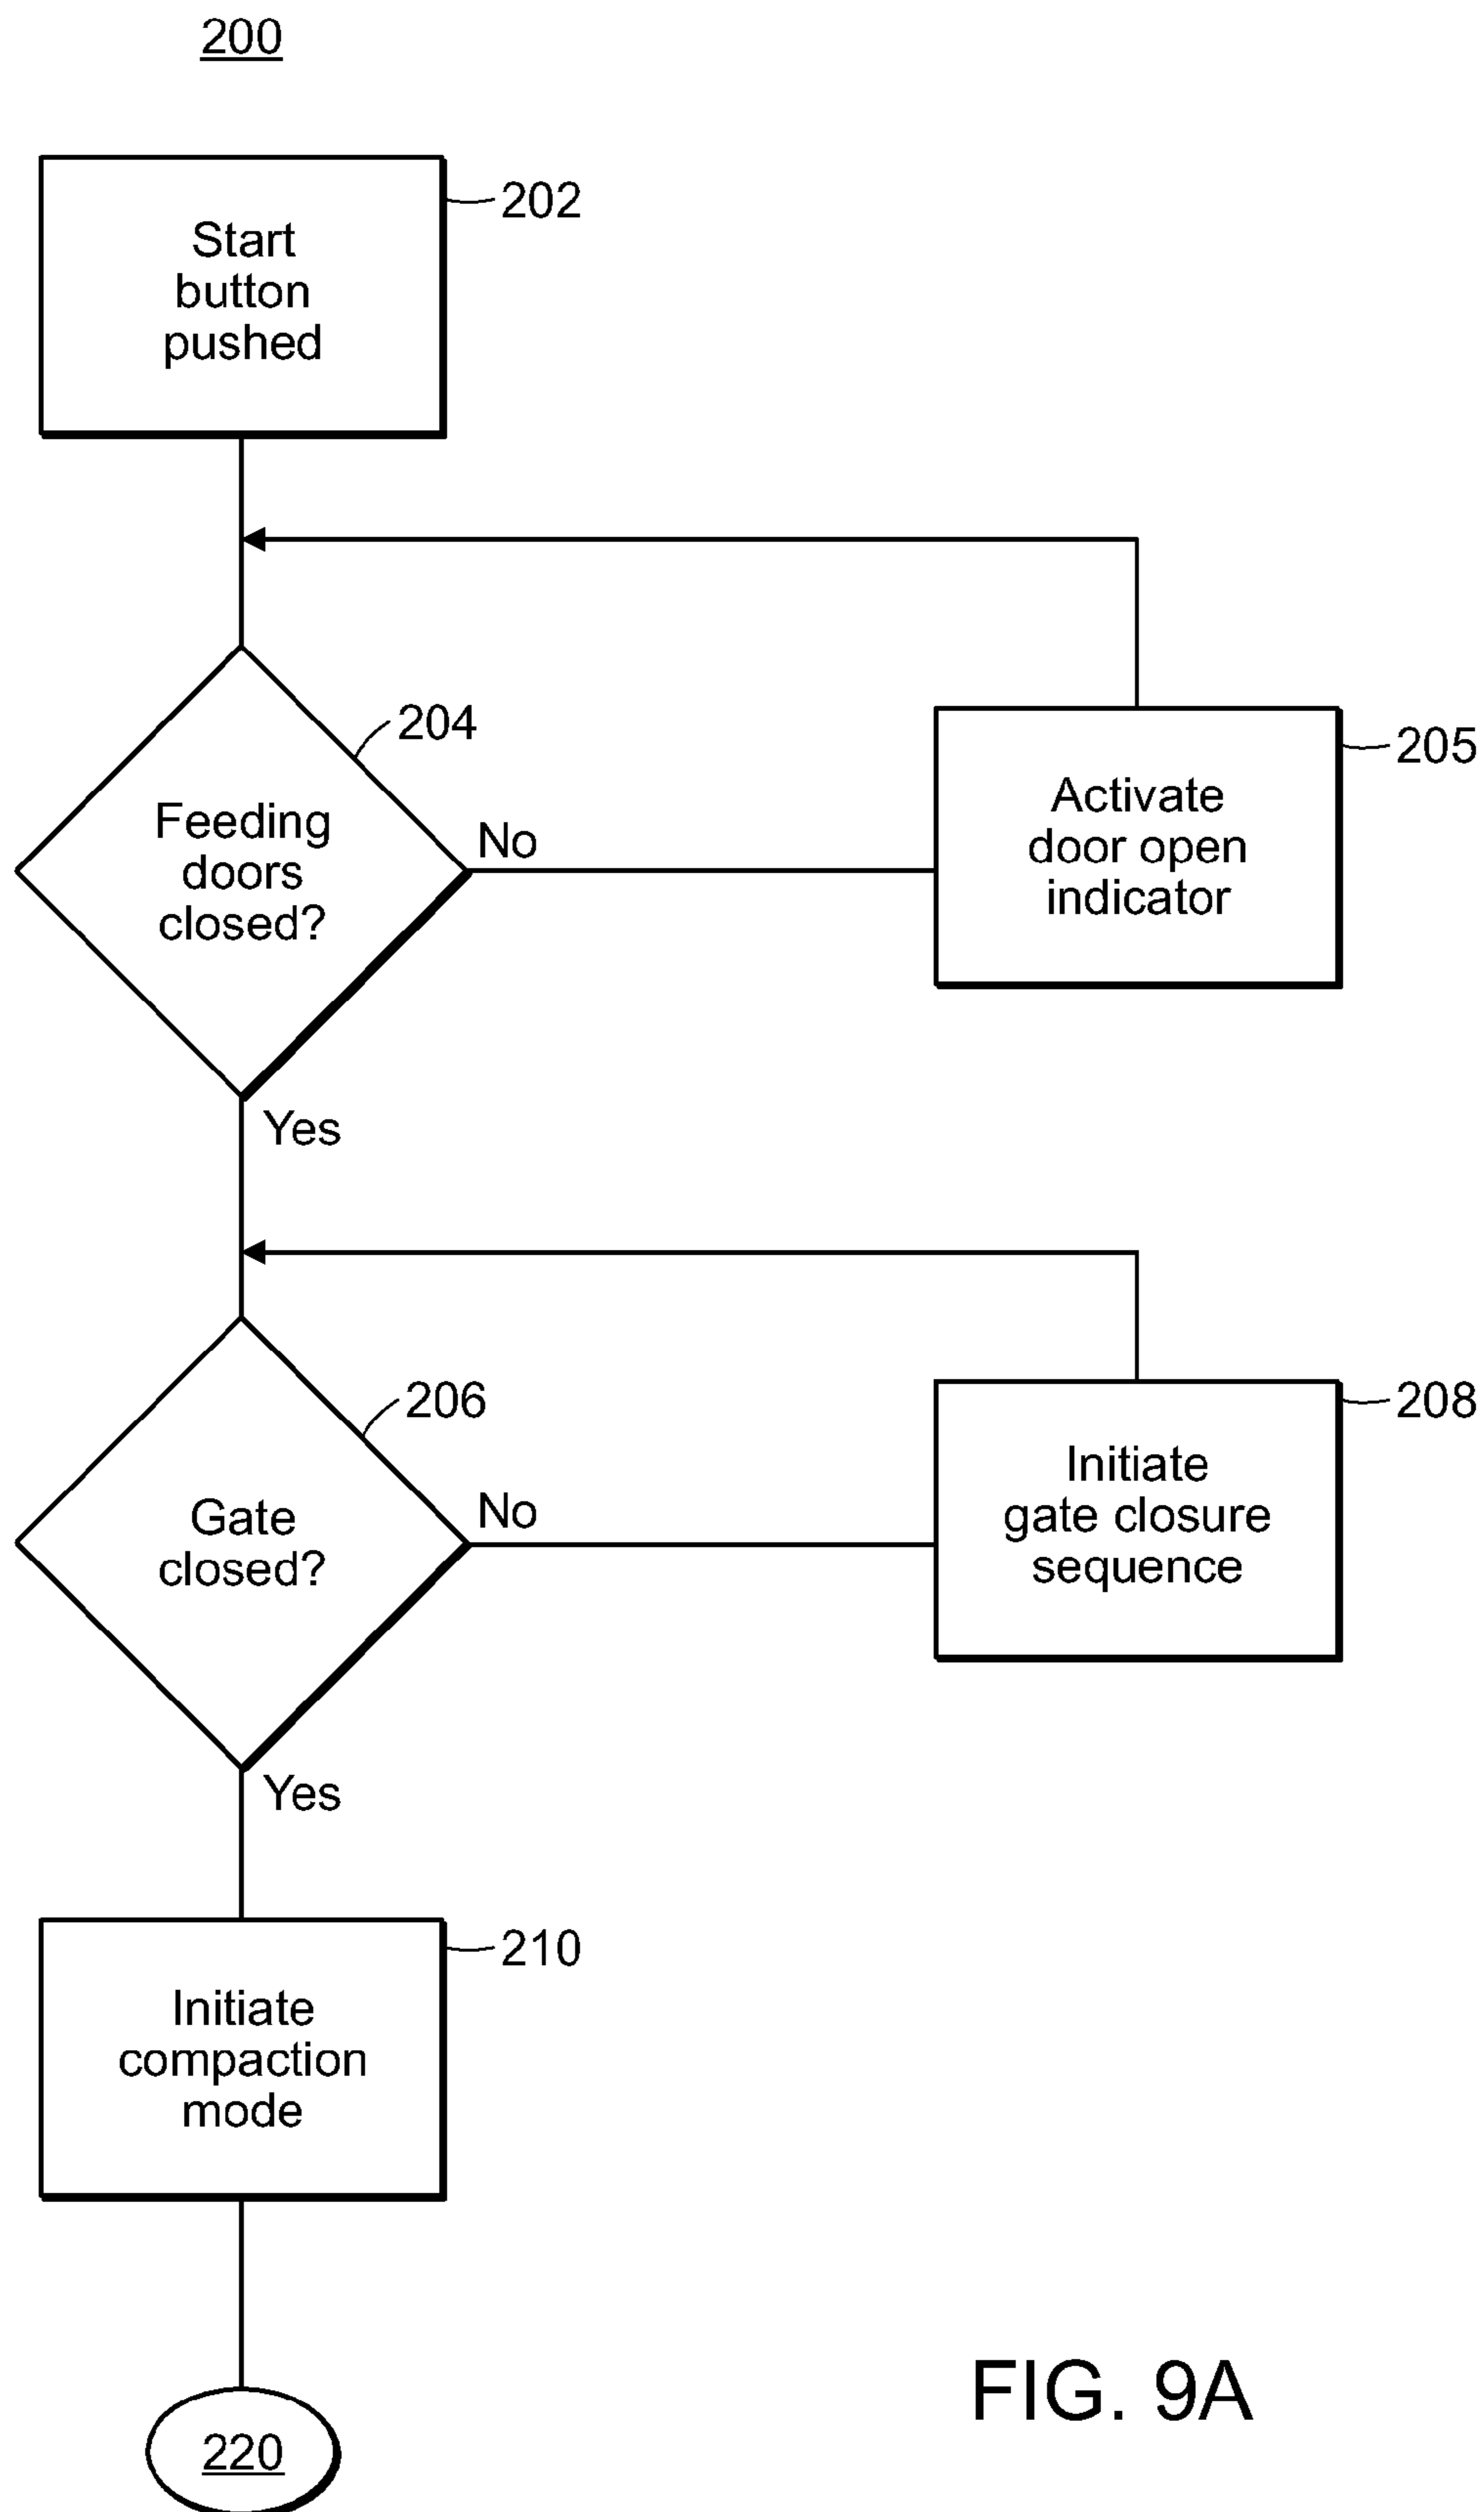 200
202
Start
button
pushed
204
205
Feeding
doors
closed?
No
Activate
door open
indicator
Yes
206
208
Gate
closed?
No
Initiate
gate closure
sequence
Yes
210
Initiate
compaction
mode
220
FIG. 9A